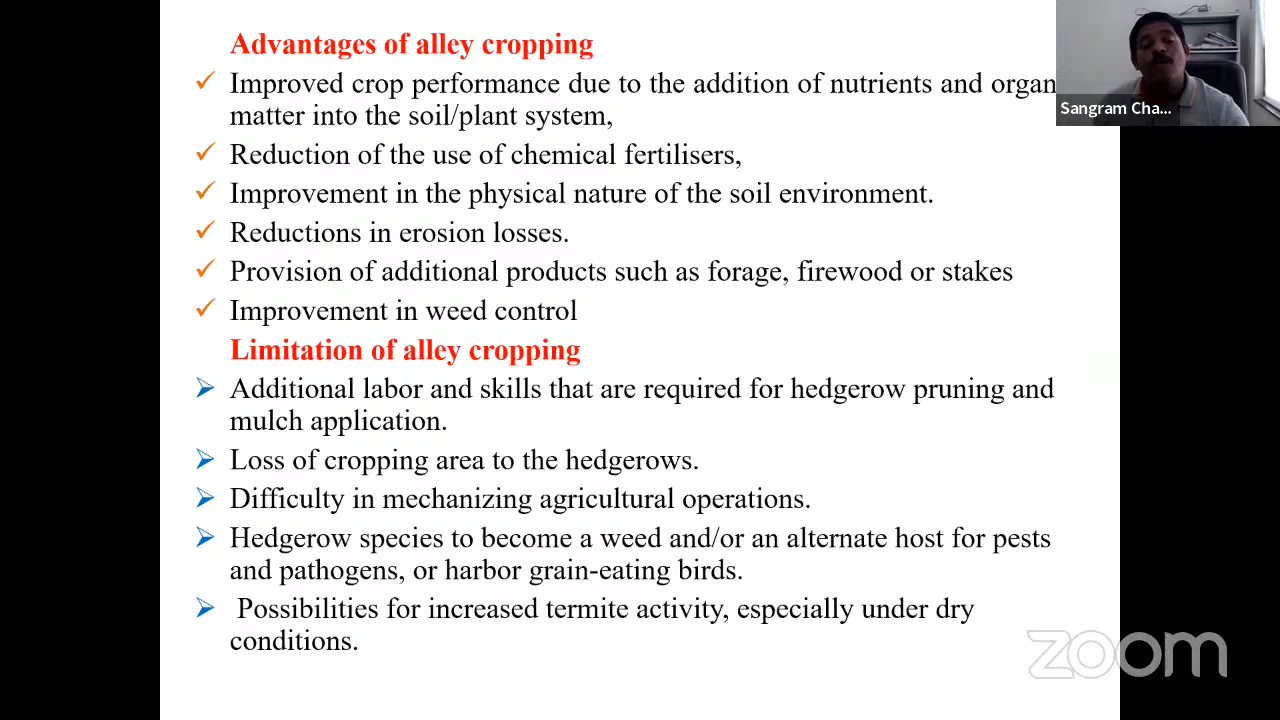 Advantages of alley cropping
✓ Improved crop performance due to the addition of nutrients and organ
matter into the soil/plant system,
✓ Reduction of the use of chemical fertilisers,
✓ Improvement in the physical nature of the soil environment.
✓ Reductions in erosion losses.
✓ Provision of additional products such as forage, firewood or stakes
✓ Improvement in weed control
Limitation of alley cropping
➢ Additional labor and skills that are required for hedgerow pruning and
mulch application.
➢ Loss of cropping area to the hedgerows.
➢ Difficulty in mechanizing agricultural operations.
➢ Hedgerow species to become a weed and/or an alternate host for pests
and pathogens, or harbor grain-eating birds.
➢ Possibilities for increased termite activity, especially under dry
conditions.
Sangram Cha...
zoom